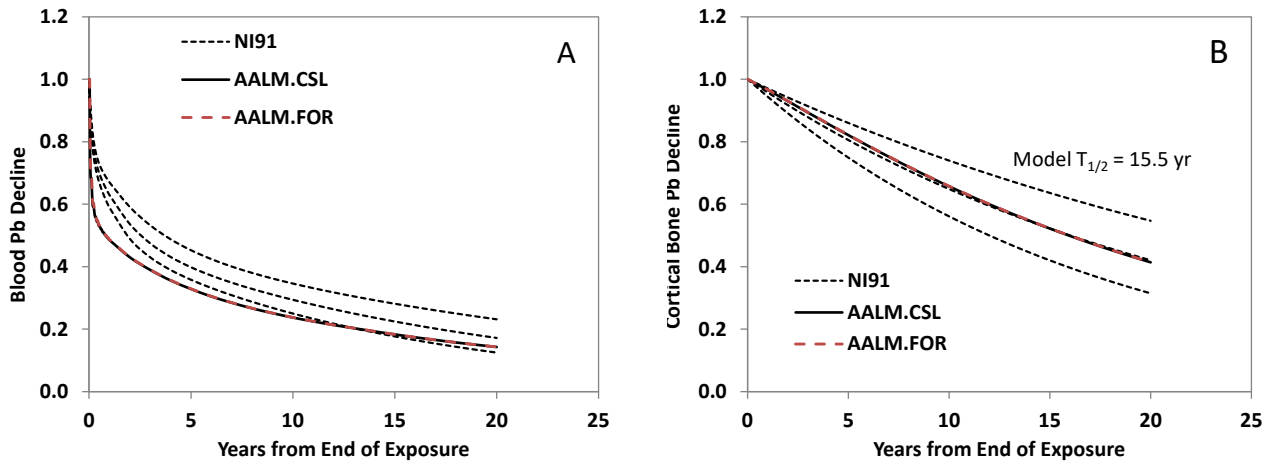 A
NI91
AALM.CSL
AALM.FOR
Blood Pb Decline
1.2
1.0
0.8
0.6
0.4
0.2
0.0
0 5 10 15 20 25
Years from End of Exposure
B
Model T1/2 = 15.5 yr
NI91
AALM.CSL
AALM.FOR
Cortical Bone Pb Decline
1.2
1.0
0.8
0.6
0.4
0.2
0.0
0 5 10 15 20 25
Years from End of Exposure